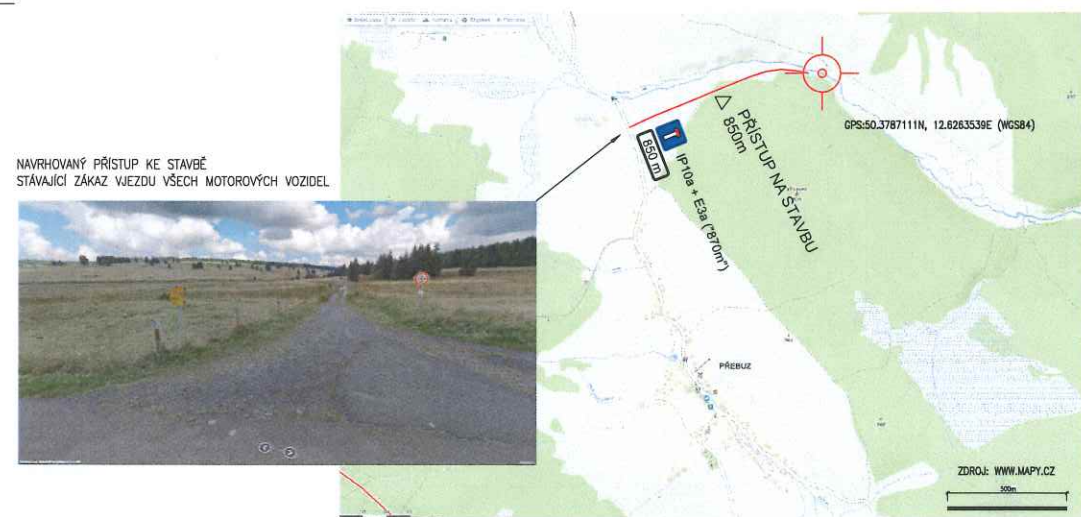 GPS:50.3787111N, 12.6263539E (WGS84)
PŘÍSTUP NA STAVBU
850m
850 m
IP10a + E3a ("870m")
NAVRHOVANÝ PŘÍSTUP KE STAVBĚ
STÁVAJÍCÍ ZÁKAZ VJEZDU VŠECH MOTOROVÝCH VOZIDEL
PŘEBUZ
ZDROJ: WWW.MAPY.CZ
500m